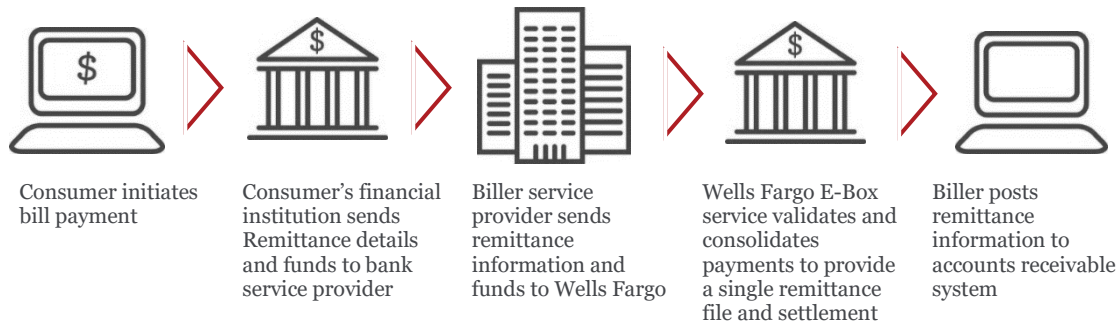 $
$
$
Consumer initiates
bill payment
Consumer’s financial
institution sends
Remittance details
and funds to bank
service provider
Biller service
provider sends
remittance
information and
funds to Wells Fargo
Wells Fargo E-Box
service validates and
consolidates
payments to provide
a single remittance
file and settlement
Biller posts
remittance
information to
accounts receivable
system